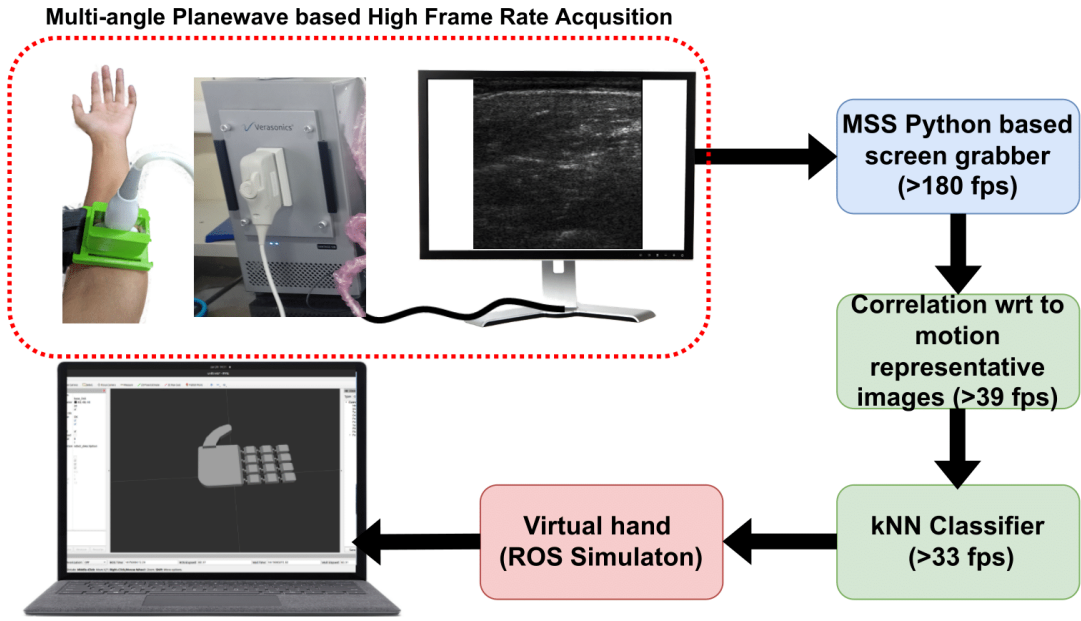 Multi-angle Planewave based High Frame Rate Acqusition
Verasonics
MSS Python based
screen grabber
(>180 fps)
Correlation wrt to
motion
representative
images (>39 fps)
kNN Classifier
(>33 fps)
Virtual hand
(ROS Simulaton)